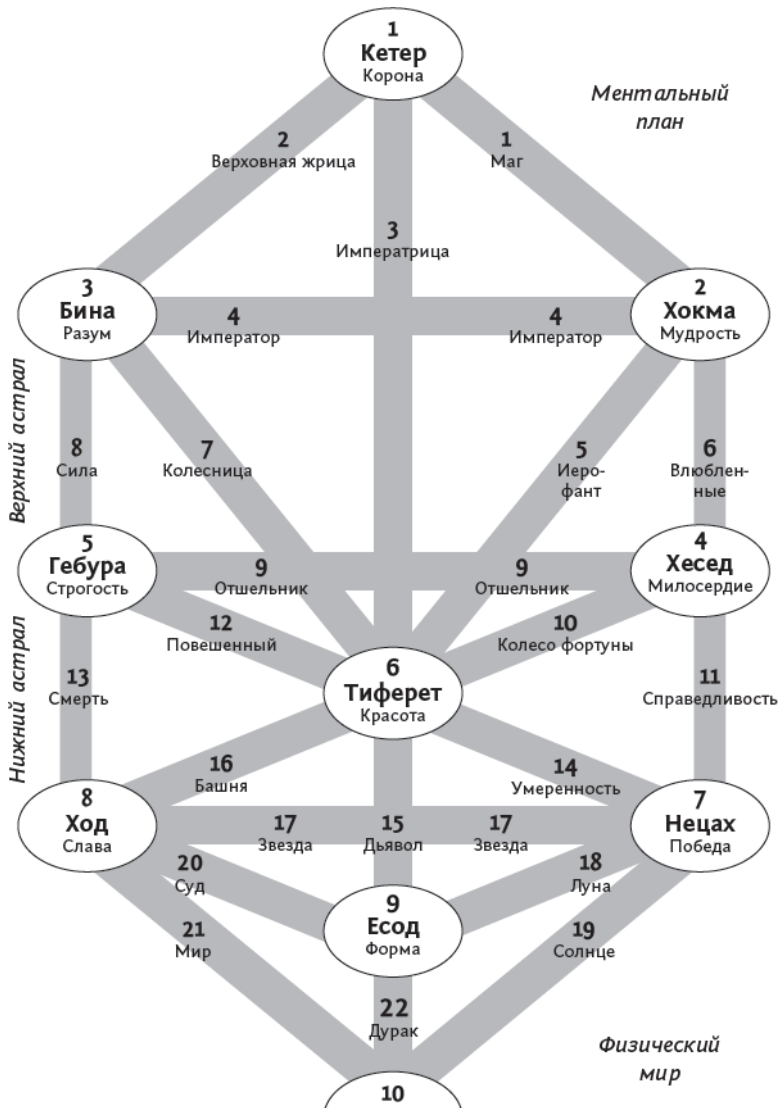 1
Кетер
Корона
Ментальный
план
2
Верховная жрица
1
Маг
3
Императрица
3
Бина
Разум
4
Император
4
Император
2
Хокма
Мудрость
Верхний астрал
8
Сила
7
Колесница
5
Иеро-
фант
6
Влюблен-
ные
5
Гебура
Строгость
9
Отшельник
9
Отшельник
4
Хесед
Милосердие
12
Повешенный
10
Колесо фортуны
Нижний астрал
13
Смерть
6
Тиферет
Красота
11
Справедливость
16
Башня
14
Умеренность
8
Ход
Слава
17
Звезда
15
Дьявол
17
Звезда
7
Нецах
Победа
20
Суд
18
Луна
9
Есод
Форма
21
Мир
19
Солнце
22
Дурак
Физический
мир
10